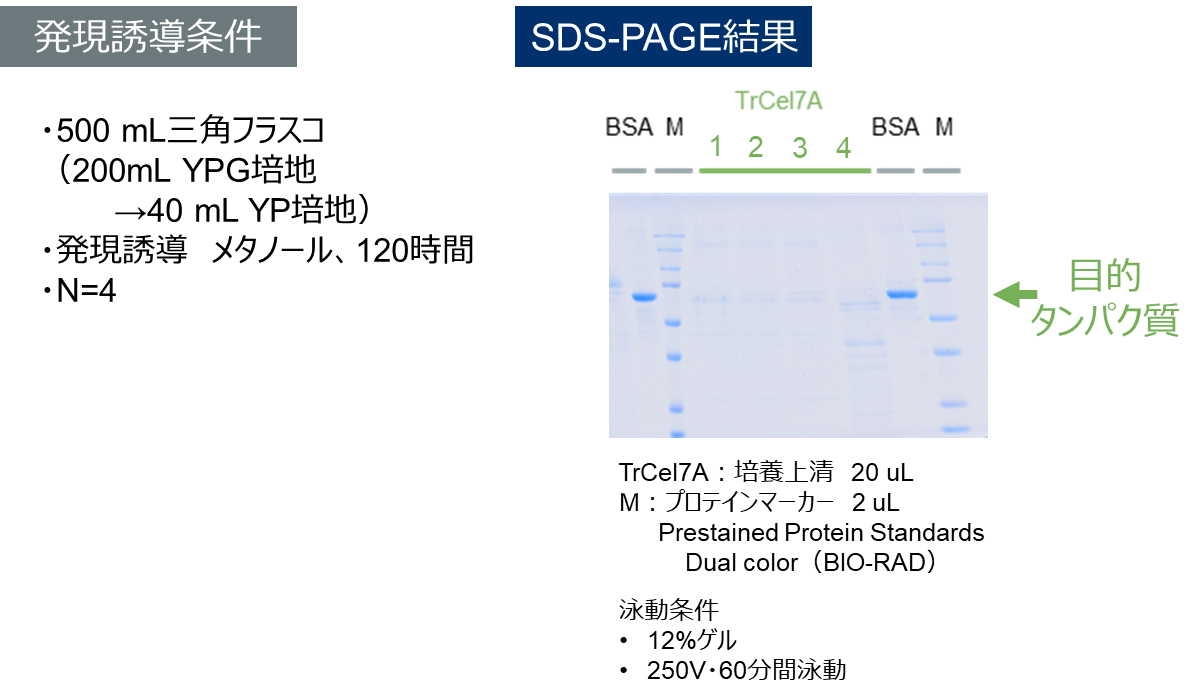 発現誘導条件
・500 mL三角フラスコ
（200mL YPG培地
→40 mL YP培地）
・発現誘導　メタノール、120時間
・N=4
SDS-PAGE結果
TrCel7A
BSA M 1 2 3 4 BSA M
目的
タンパク質
TrCel7A：培養上清　20 uL
M：プロテインマーカー　2 uL
Prestained Protein Standards
Dual color（BIO-RAD）
泳動条件
• 12%ゲル
• 250V・60分間泳動